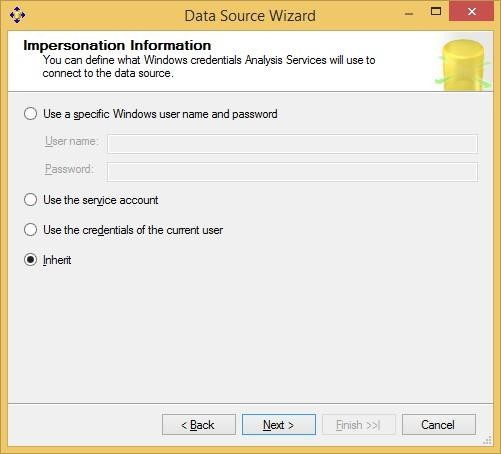 Data Source Wizard
Impersonation Information
You can define what Windows credentials Analysis Services will use to
connect to the data source.
Use a specific Windows user name and password
User name:
Password:
Use the service account
Use the credentials of the current user
Inherit
< Back Next > Finish >>| Cancel